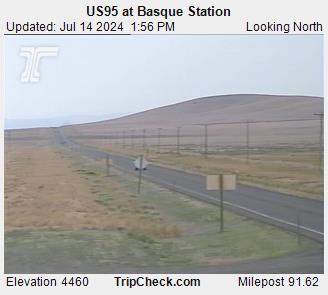 US95 at Basque Station
Updated: Jul 14 2024 1:56 PM Looking North
Elevation 4460 TripCheck.com Milepost 91.62